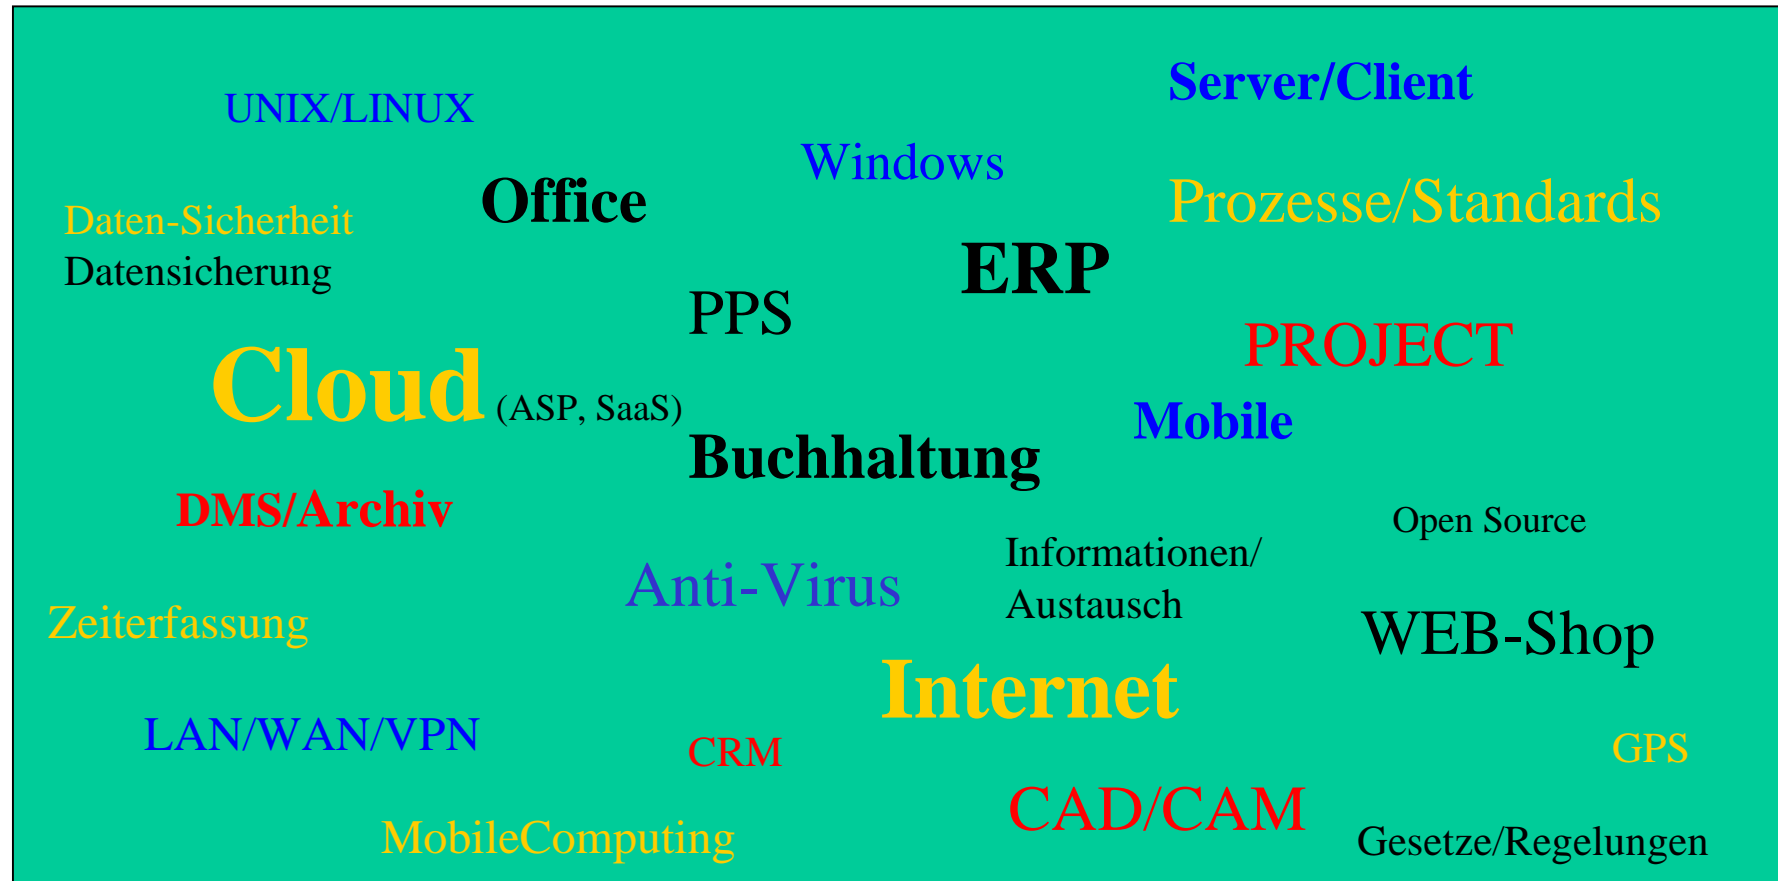 Server/Client
UNIX/LINUX
Windows
Office
Prozesse/Standards
Daten-Sicherheit
Datensicherung
ERP
PPS
PROJECT
Cloud (ASP, SaaS)
Mobile
Buchhaltung
DMS/Archiv
Open Source
Informationen/
Austausch
Anti-Virus
Zeiterfassung
WEB-Shop
Internet
LAN/WAN/VPN
CRM
GPS
CAD/CAM
MobileComputing
Gesetze/Regelungen